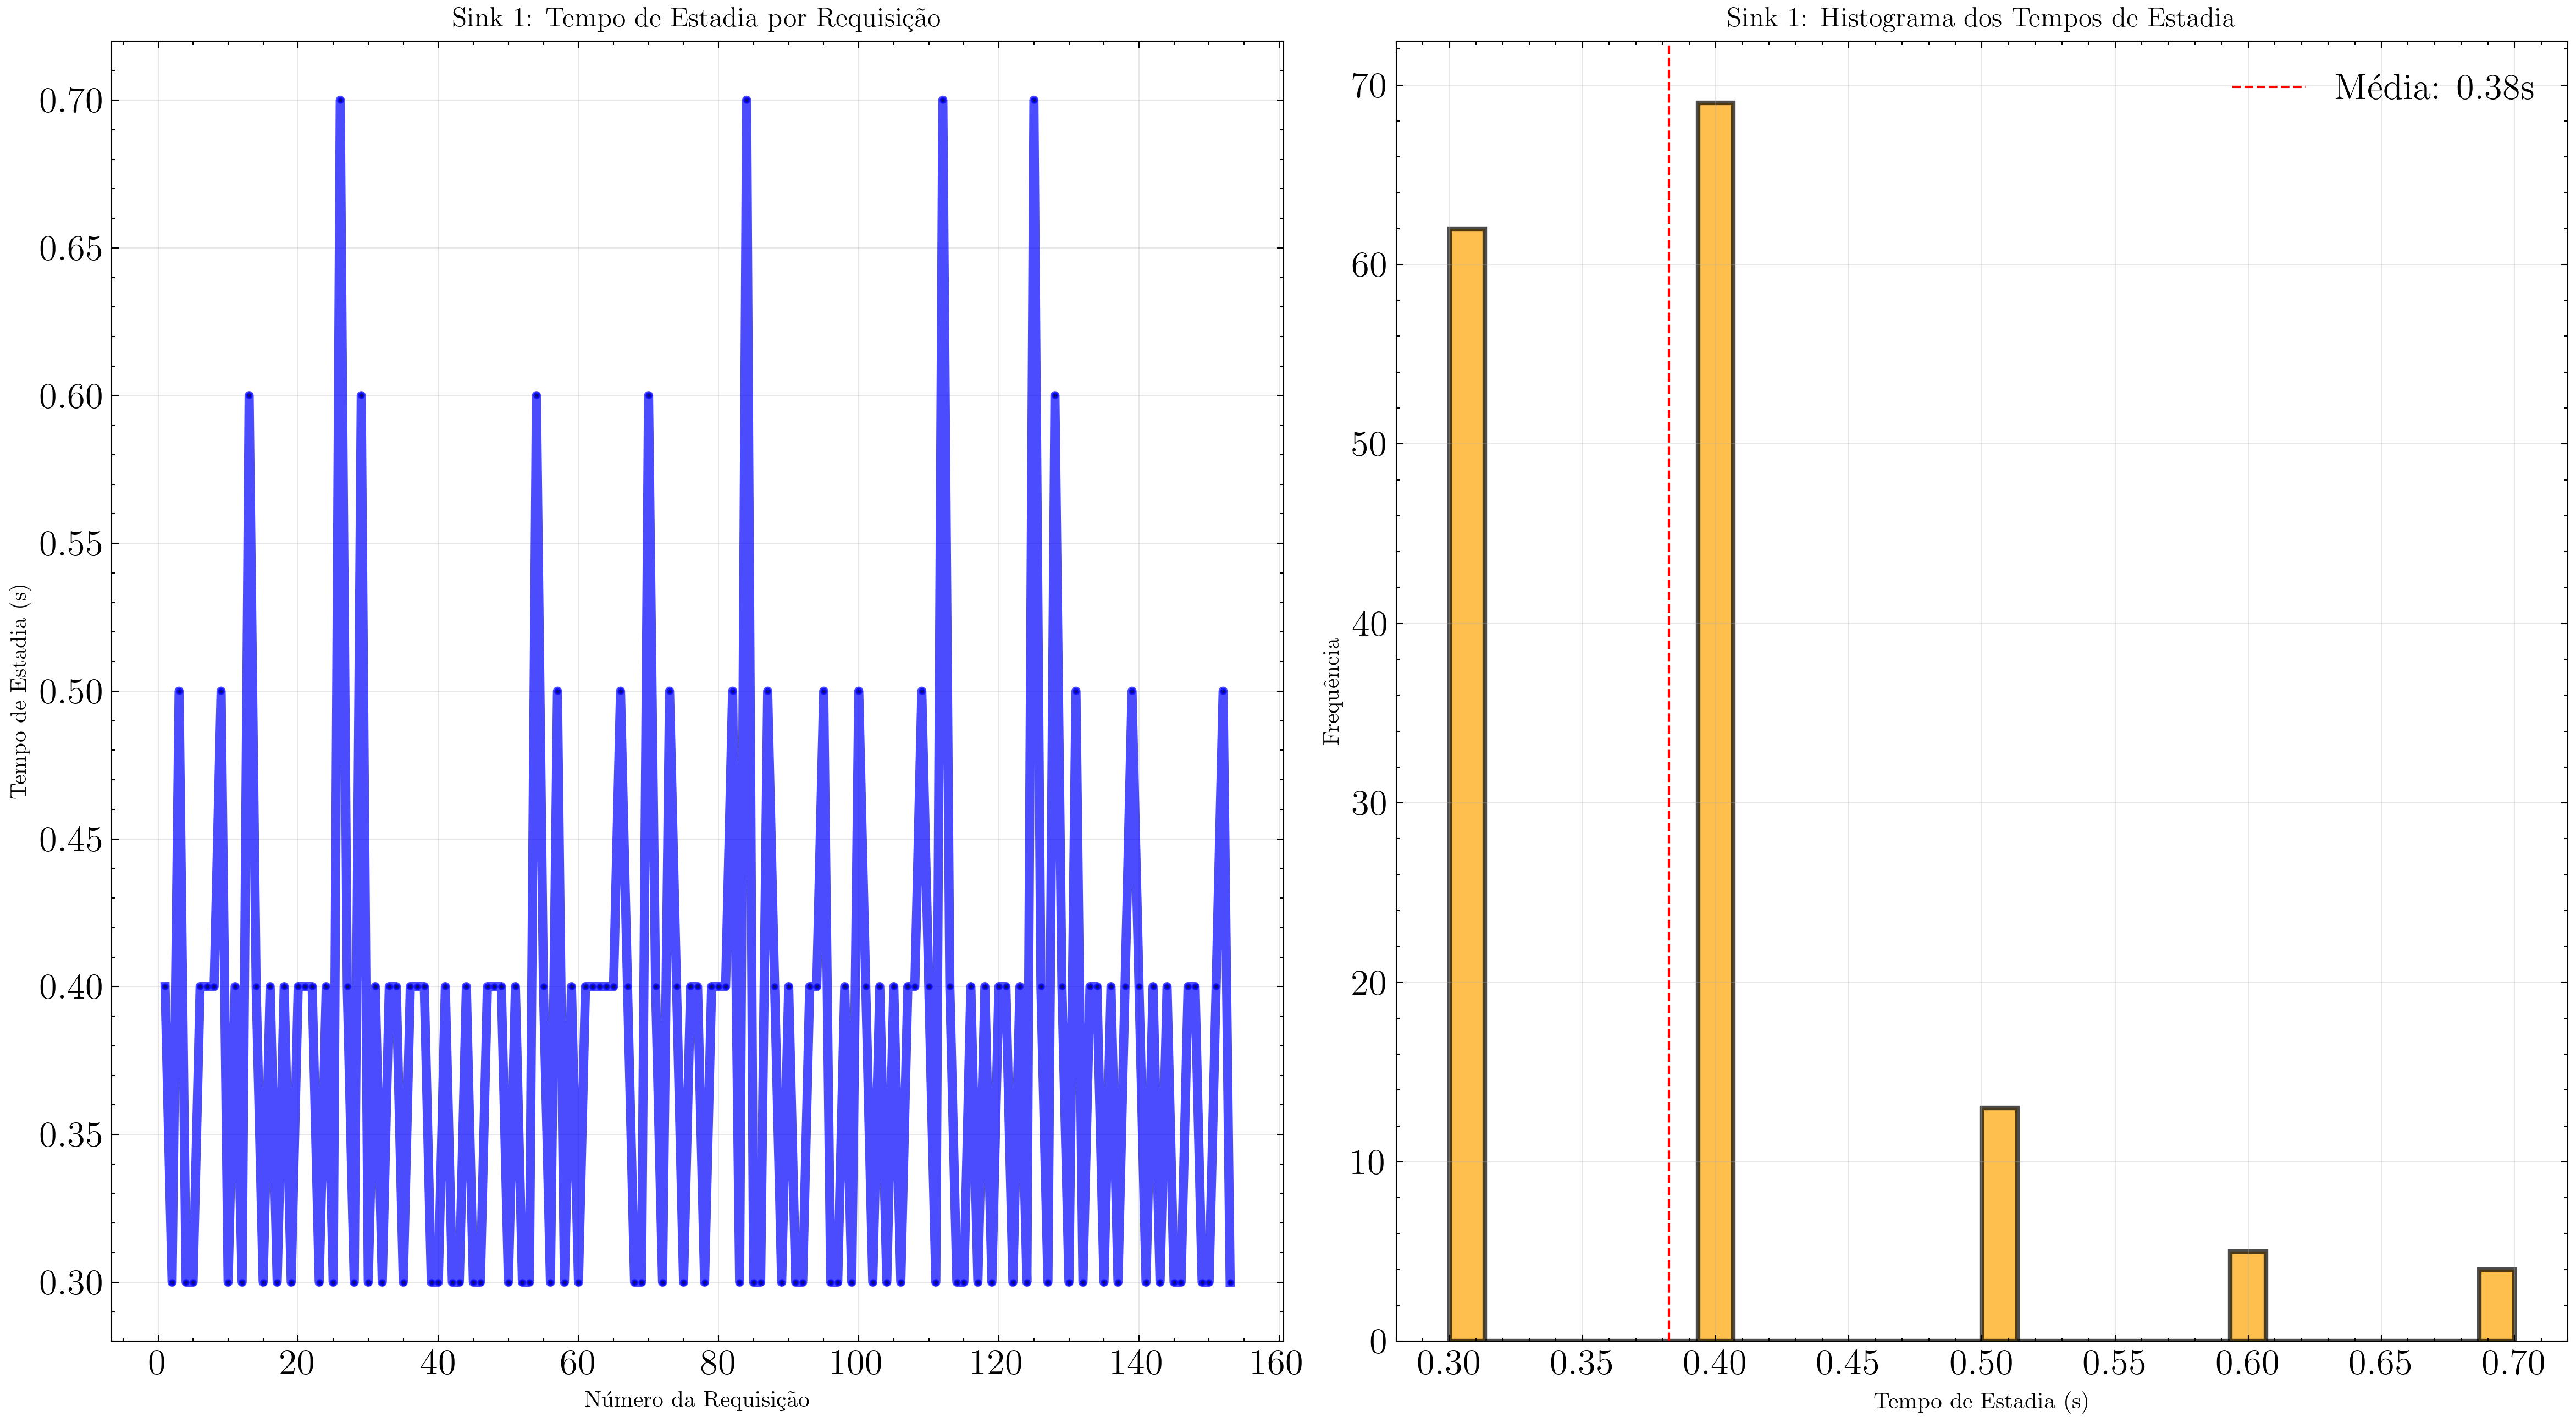 Sink 1: Tempo de Estadia por Requisição
0.70
0.65
0.60
0.55
0.50
0.45
0.40
0.35
0.30
Tempo de Estadia (s)
0 20 40 60 80 100 120 140 160
Número da Requisição
Sink 1: Histograma dos Tempos de Estadia
Média: 0.38s
70
60
50
40
30
20
10
0
Frequência
0.30 0.35 0.40 0.45 0.50 0.55 0.60 0.65 0.70
Tempo de Estadia (s)